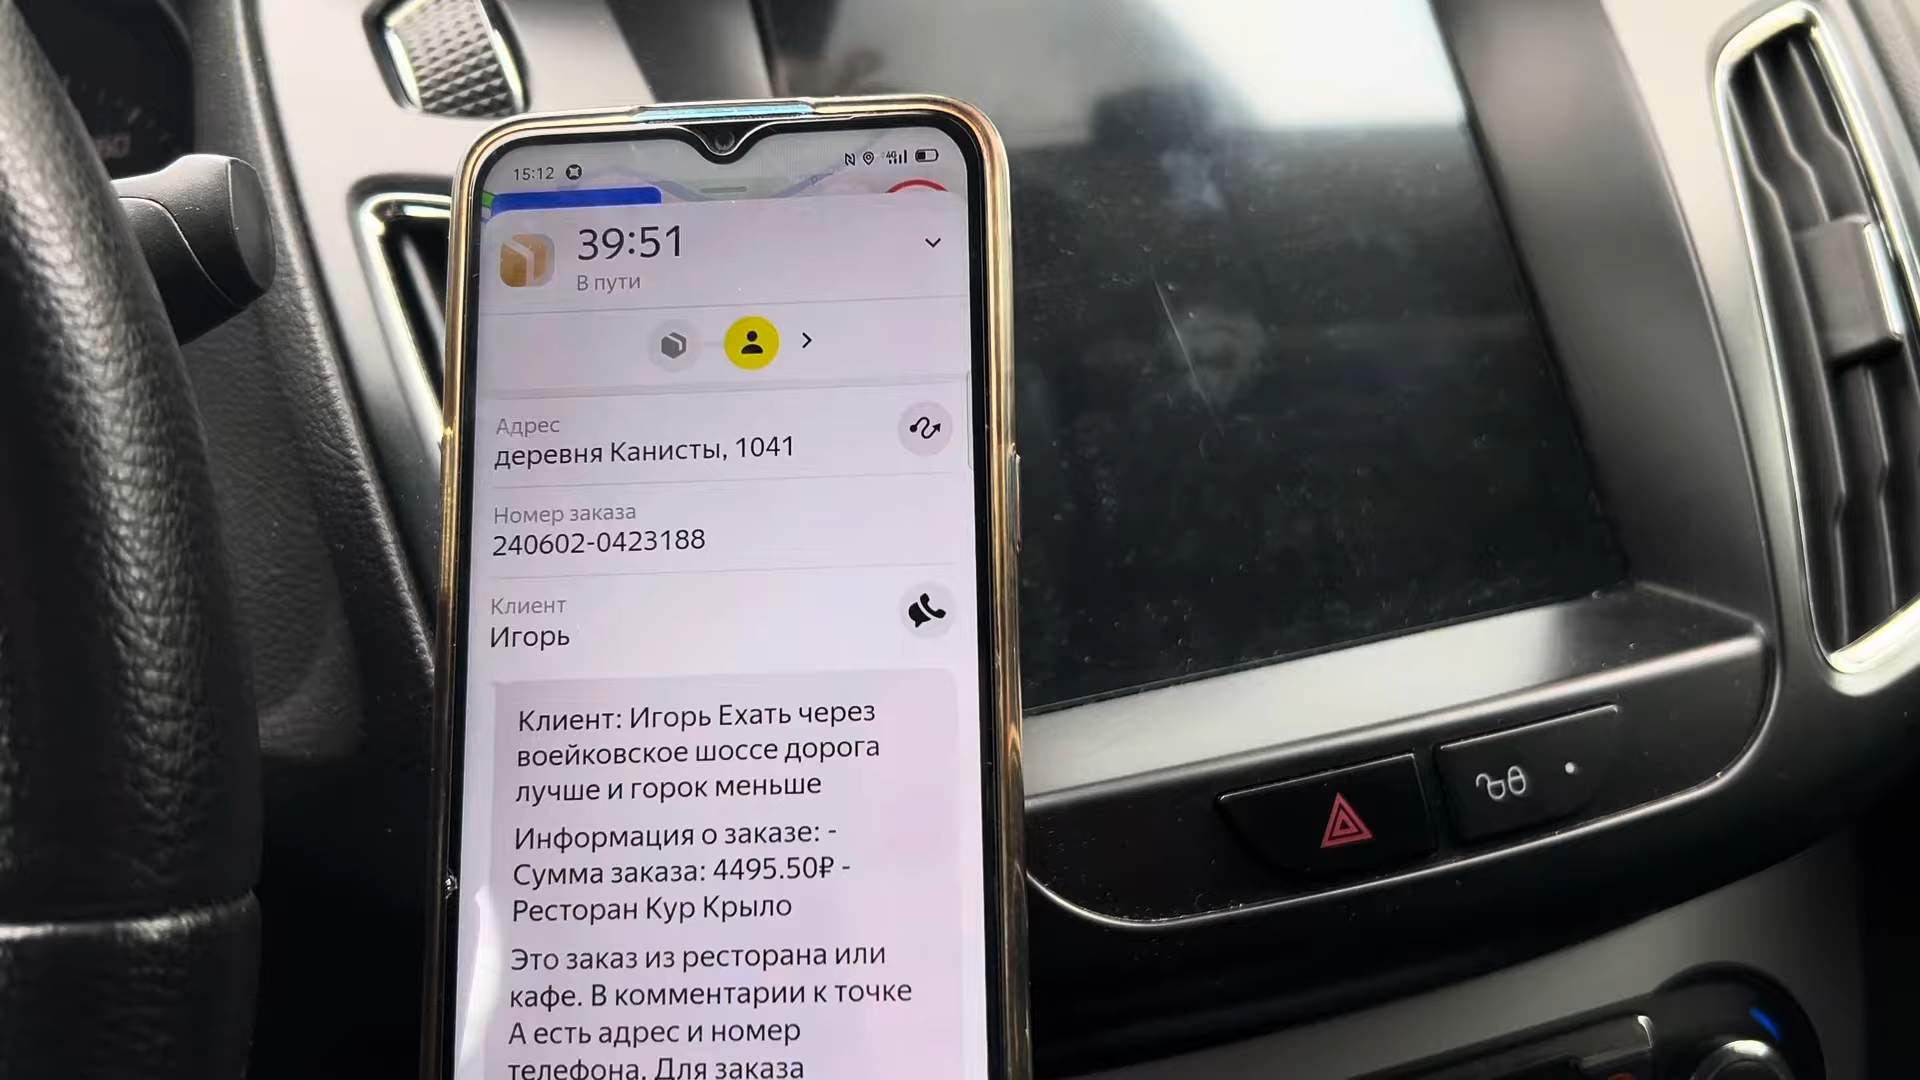 15:12
4G
39:51
В пути
Адрес
деревня Канисты, 1041
Номер заказа
240602-0423188
Клиент
Игорь
Клиент: Игорь Ехать через
воейковское шоссе дорога
лучше и горок меньше
Информация о заказе: -
Сумма заказа: 4495.50₽ -
Ресторан Кур Крыло
Это заказ из ресторана или
кафе. В комментарии к точке
А есть адрес и номер
телефона. Для заказа